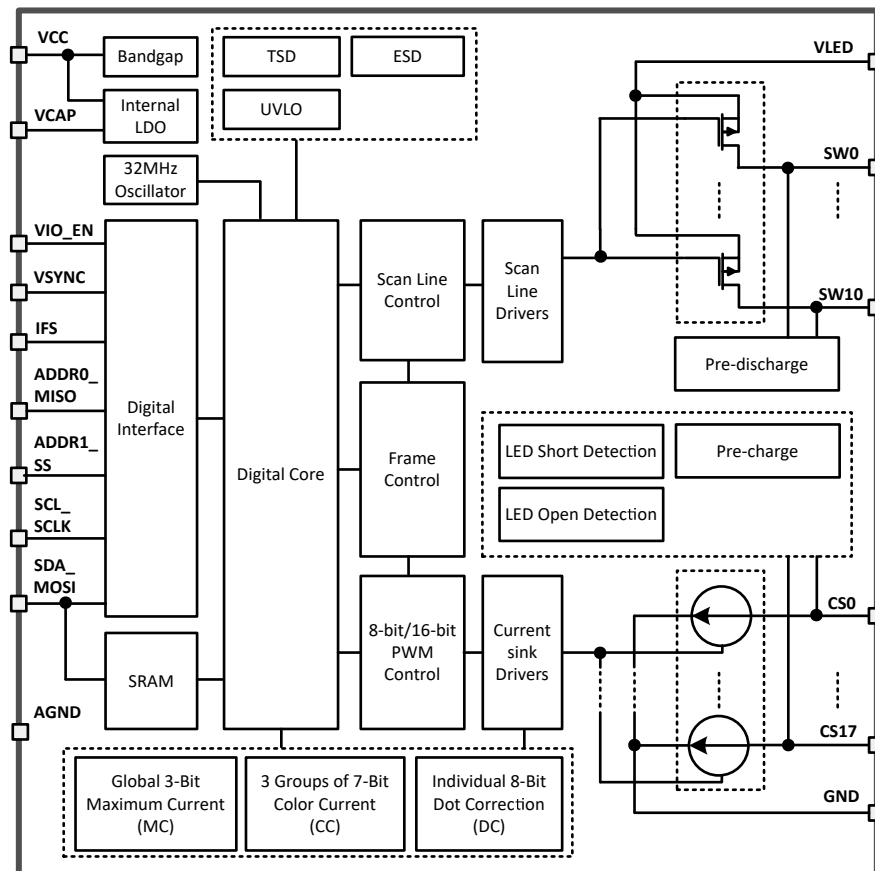 VCC
VCAP
VIO_EN
VSYNC
IFS
ADDR0_
MISO
ADDR1_
SS
SCL_
SCLK
SDA_
MOSI
AGND
Bandgap
Internal
LDO
32MHz
Oscillator
TSD
ESD
UVLO
Digital
Interface
SRAM
Digital Core
Scan Line
Control
Scan
Line
Drivers
Frame
Control
8-bit/16-bit
PWM
Control
Current
sink
Drivers
VLED
SW0
SW10
Pre-discharge
LED Short Detection
Pre-charge
LED Open Detection
CS0
CS17
GND
Global 3-Bit
Maximum Current
(MC)
3 Groups of 7-Bit
Color Current
(CC)
Individual 8-Bit
Dot Correction
(DC)